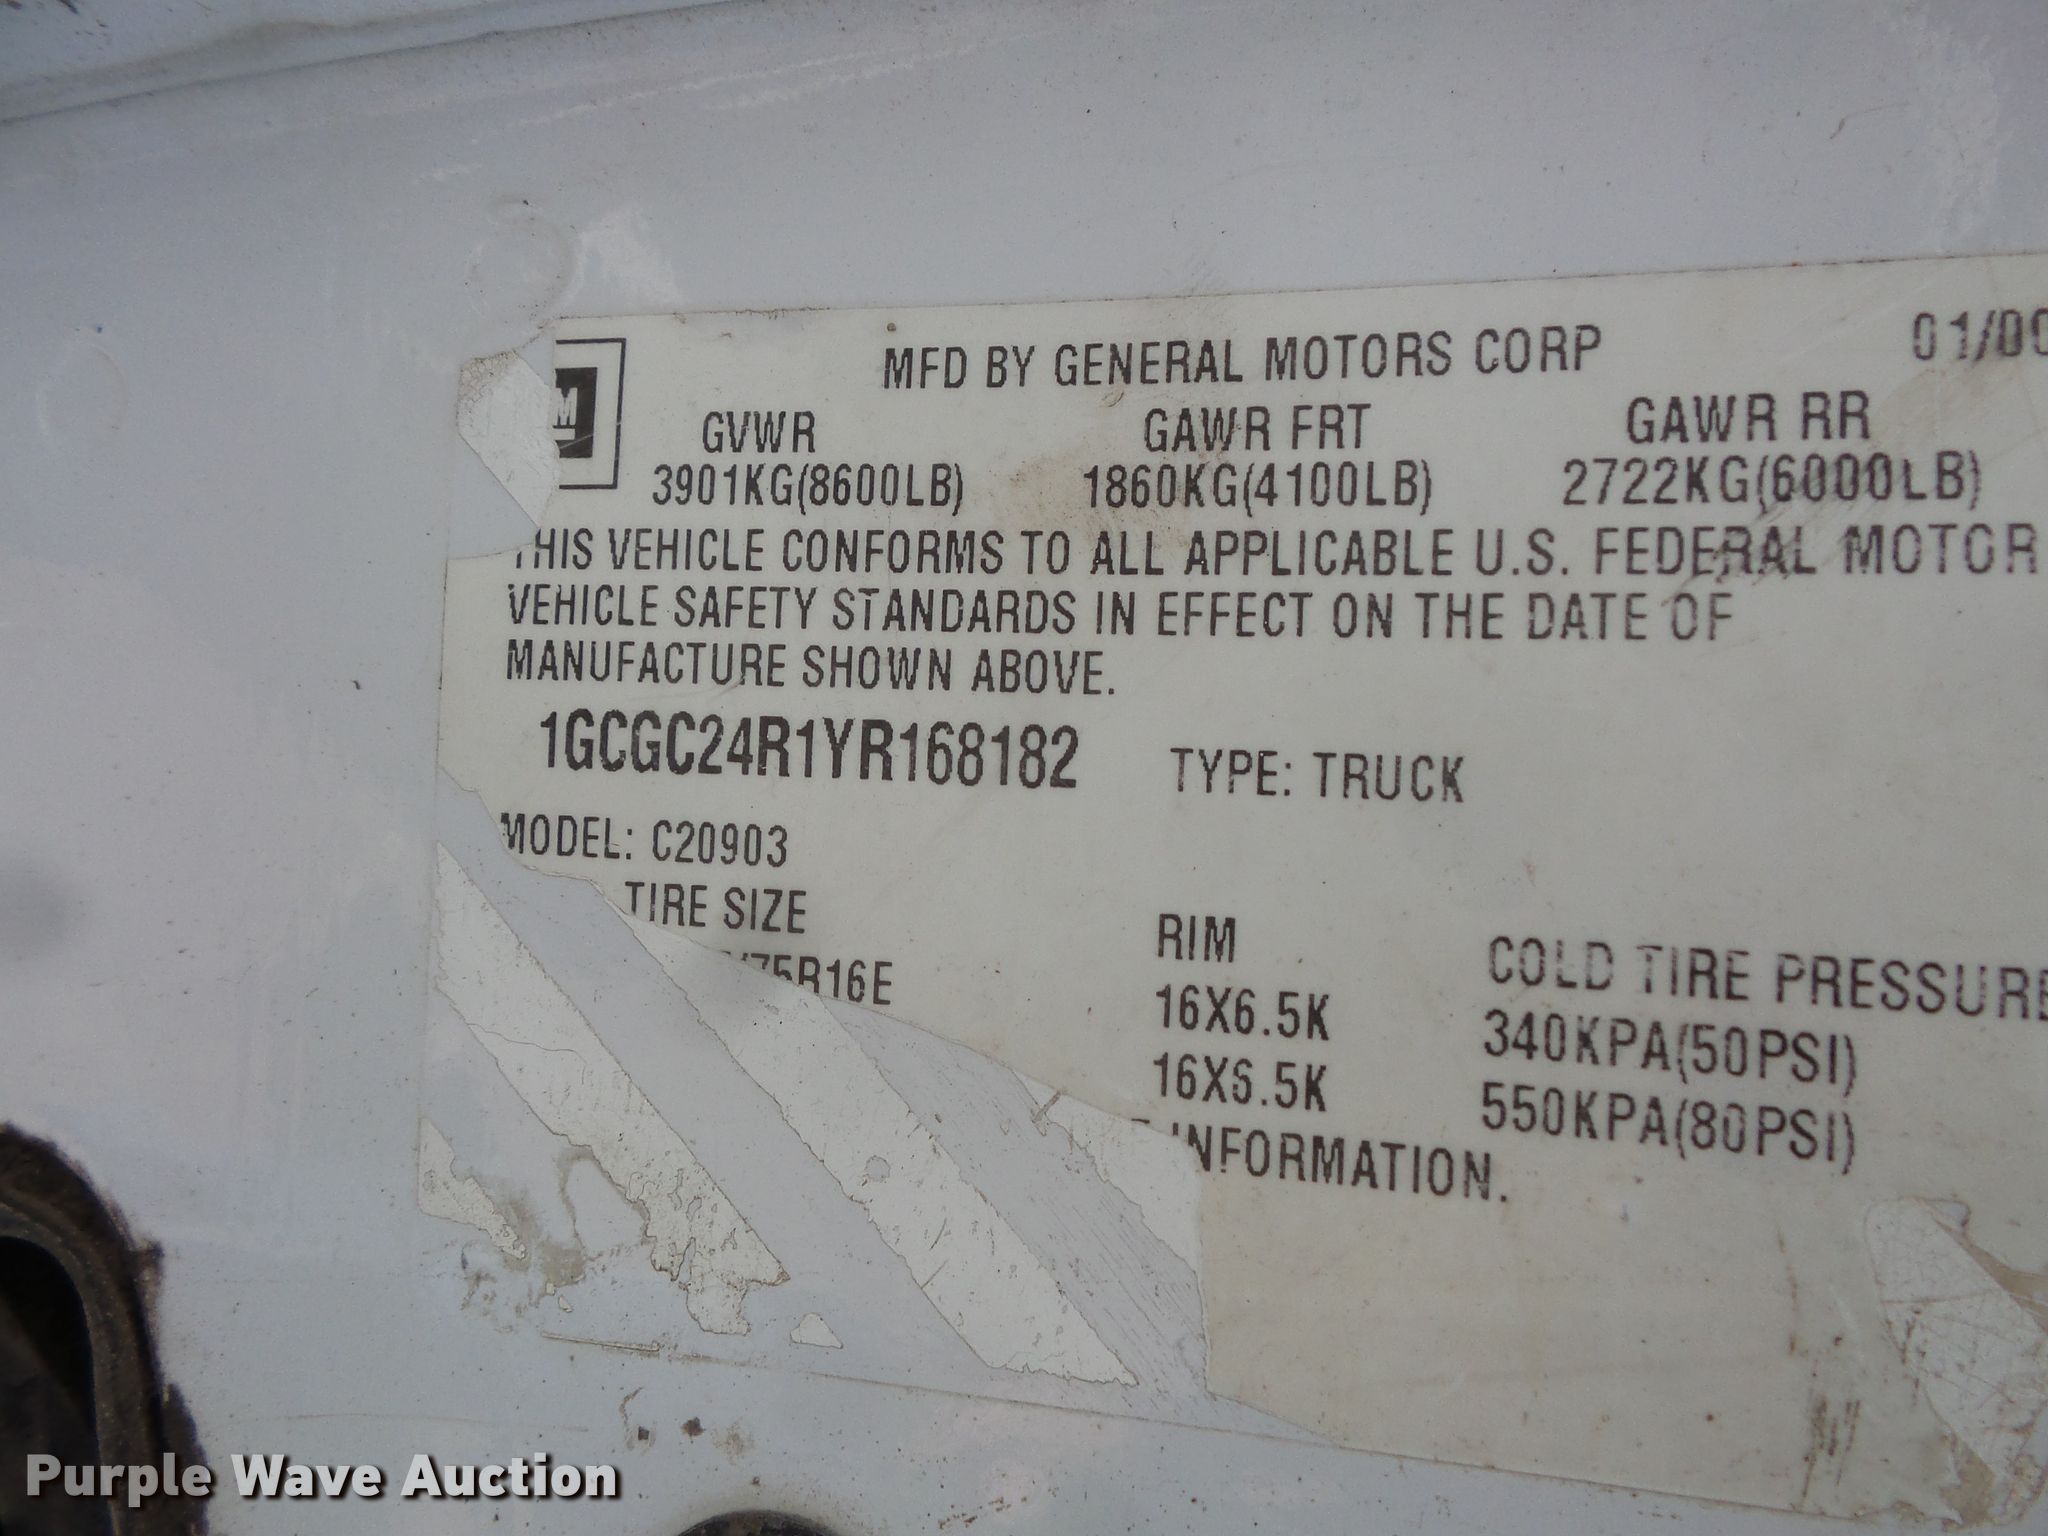 MFD BY GENERAL MOTORS CORP 01/00
GVWR GAWR FRT GAWR RR
3901KG(8600LB) 1860KG(4100LB) 2722KG(6000LB)
THIS VEHICLE CONFORMS TO ALL APPLICABLE U.S. FEDERAL MOTOR
VEHICLE SAFETY STANDARDS IN EFFECT ON THE DATE OF
MANUFACTURE SHOWN ABOVE.
1GCGC24R1YR168182 TYPE: TRUCK
MODEL: C20903
TIRE SIZE RIM COLD TIRE PRESSURE
/75R16E 16X6.5K 340KPA(50PSI)
16X6.5K 550KPA(80PSI)
INFORMATION.
Purple Wave Auction